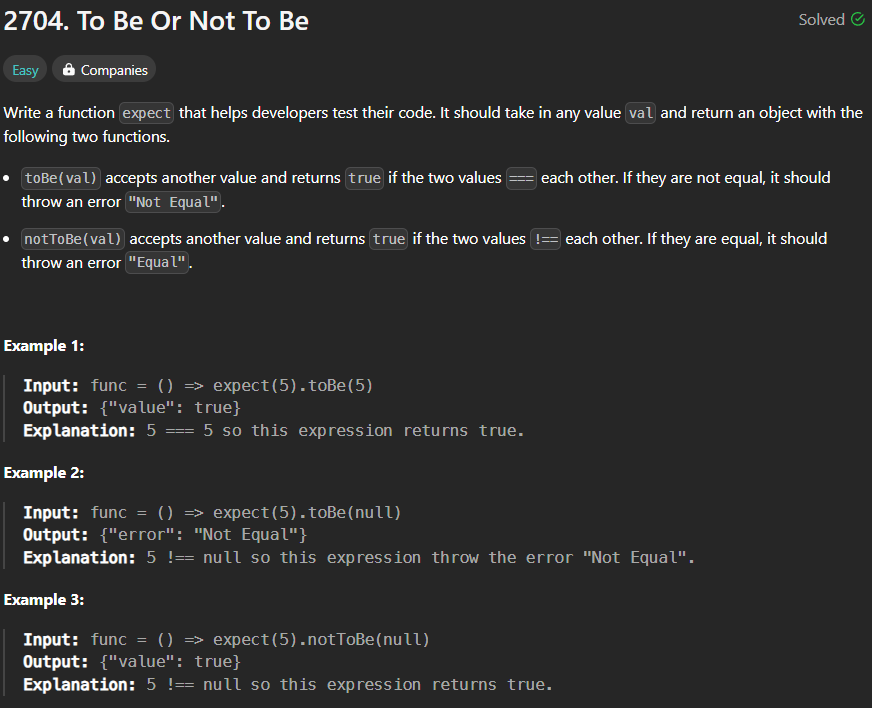 2704. To Be Or Not To Be
Solved
Easy
Companies
Write a function expect that helps developers test their code. It should take in any value val and return an object with the
following two functions.
• toBe(val) accepts another value and returns true if the two values === each other. If they are not equal, it should
throw an error "Not Equal".
• notToBe(val) accepts another value and returns true if the two values !== each other. If they are equal, it should
throw an error "Equal".
Example 1:
Input: func = () => expect(5).toBe(5)
Output: {"value": true}
Explanation: 5 === 5 so this expression returns true.
Example 2:
Input: func = () => expect(5).toBe(null)
Output: {"error": "Not Equal"}
Explanation: 5 !== null so this expression throw the error "Not Equal".
Example 3:
Input: func = () => expect(5).notToBe(null)
Output: {"value": true}
Explanation: 5 !== null so this expression returns true.